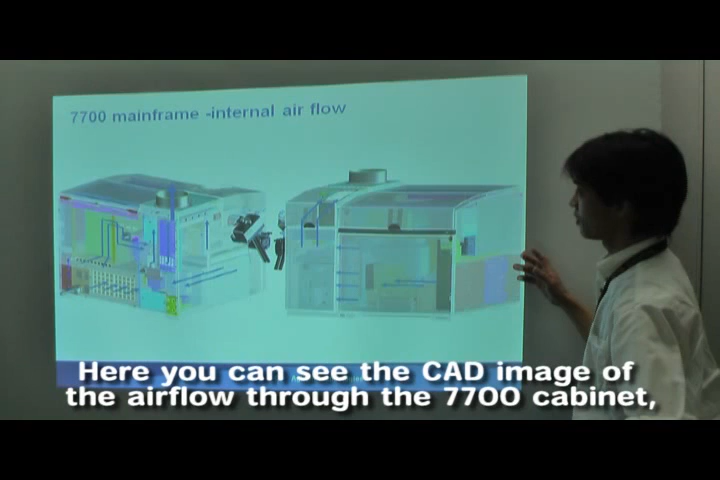 7700 mainframe -internal air flow
Here you can see the CAD image of
the airflow through the 7700 cabinet,